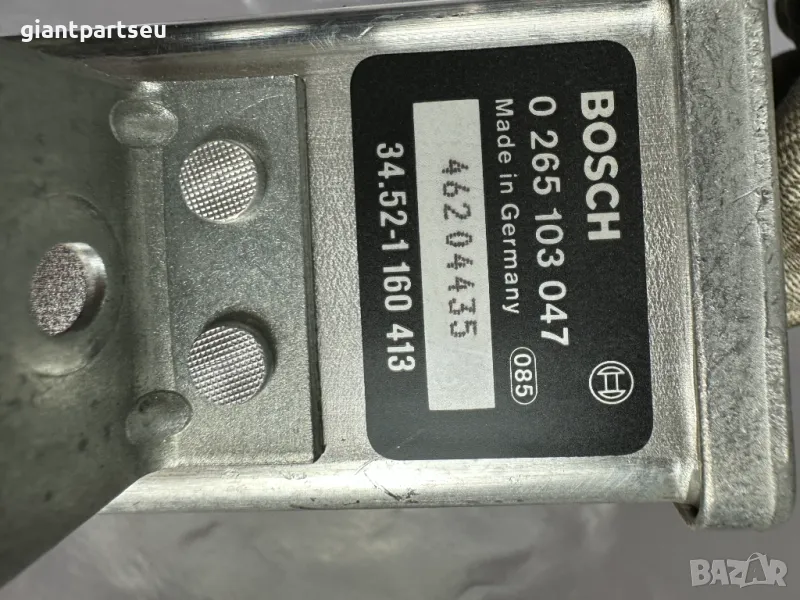 giantpartseu
BOSCH
0 265 103 047
Made in Germany 085
46204435
34.52-1 160 413
BAZAR